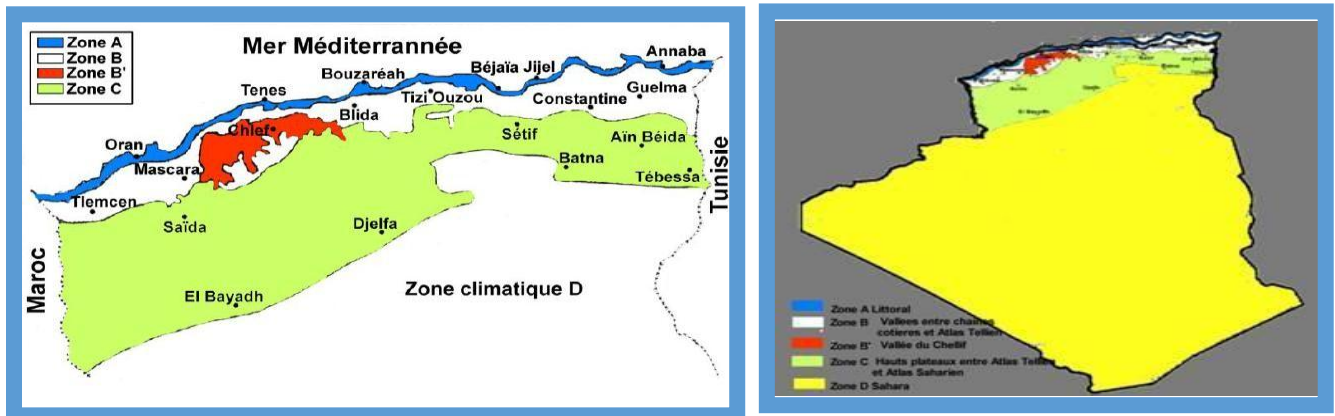 Zone A
Zone B
Zone B'
Zone C
Mer Méditerrannée
Annaba
Béjaïa Jijel
Bouzaréah
Guelma
Tenes
Tizi Ouzou
Constantine
Blida
Chlef
Sétif
Aïn Béida
Oran
Mascara
Batna
Tébessa
Tlemcen
Saïda
Djelfa
El Bayadh
Zone climatique D
Maroc
Tunisie
Zone A Littoral
Zone B Vallees entre chaines
cotieres et Atlas Tellien
Zone B' Vallée du Chellif
Zone C Hauts plateaux entre Atlas Tellien
et Atlas Saharien
Zone D Sahara